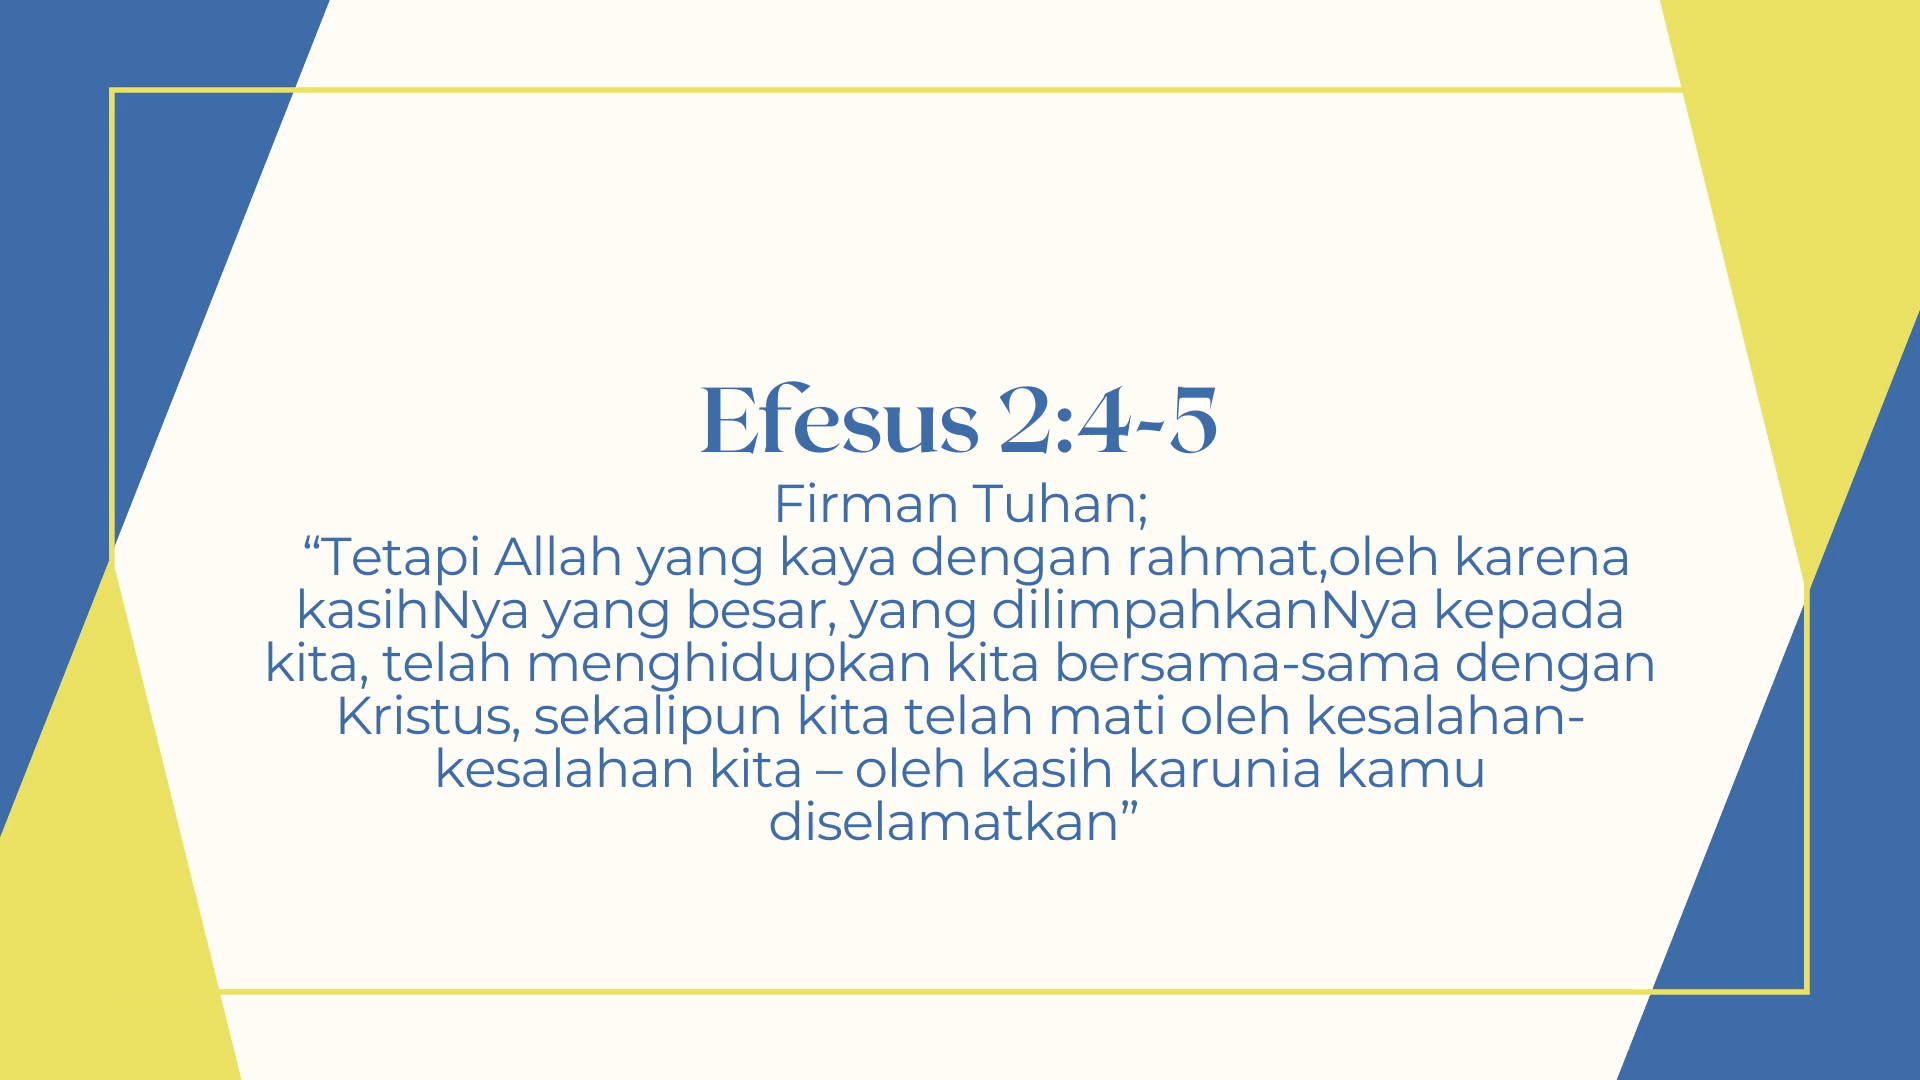 Efesus 2:4-5
Firman Tuhan;
“Tetapi Allah yang kaya dengan rahmat,oleh karena
kasihNya yang besar, yang dilimpahkanNya kepada
kita, telah menghidupkan kita bersama-sama dengan
Kristus, sekalipun kita telah mati oleh kesalahan-
kesalahan kita – oleh kasih karunia kamu
diselamatkan”